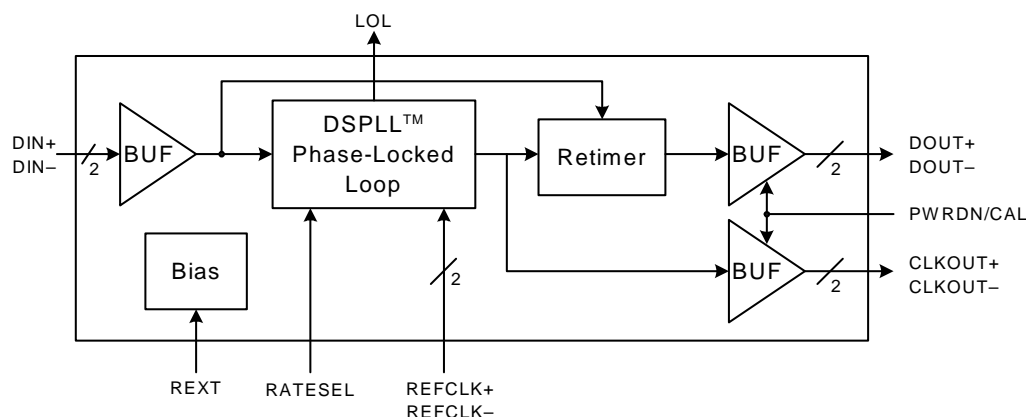 LOL
DIN+
DIN–
2
BUF
DSPLL™
Phase-Locked
Loop
Retimer
BUF
2
DOUT+
DOUT–
PWRDN/CAL
Bias
2
BUF
2
CLKOUT+
CLKOUT–
REXT
RATESEL
REFCLK+
REFCLK–